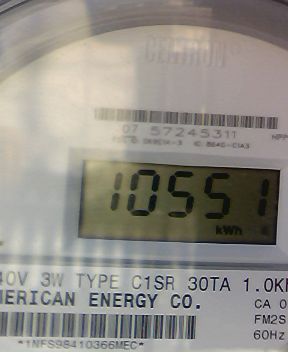 CENTRON®
07 57245311
10551
kWh
40V 3W TYPE C1SR 30TA 1.0K
MERICAN ENERGY CO.
CA 0
FM2S
60Hz
*1NFS98410366MEC*